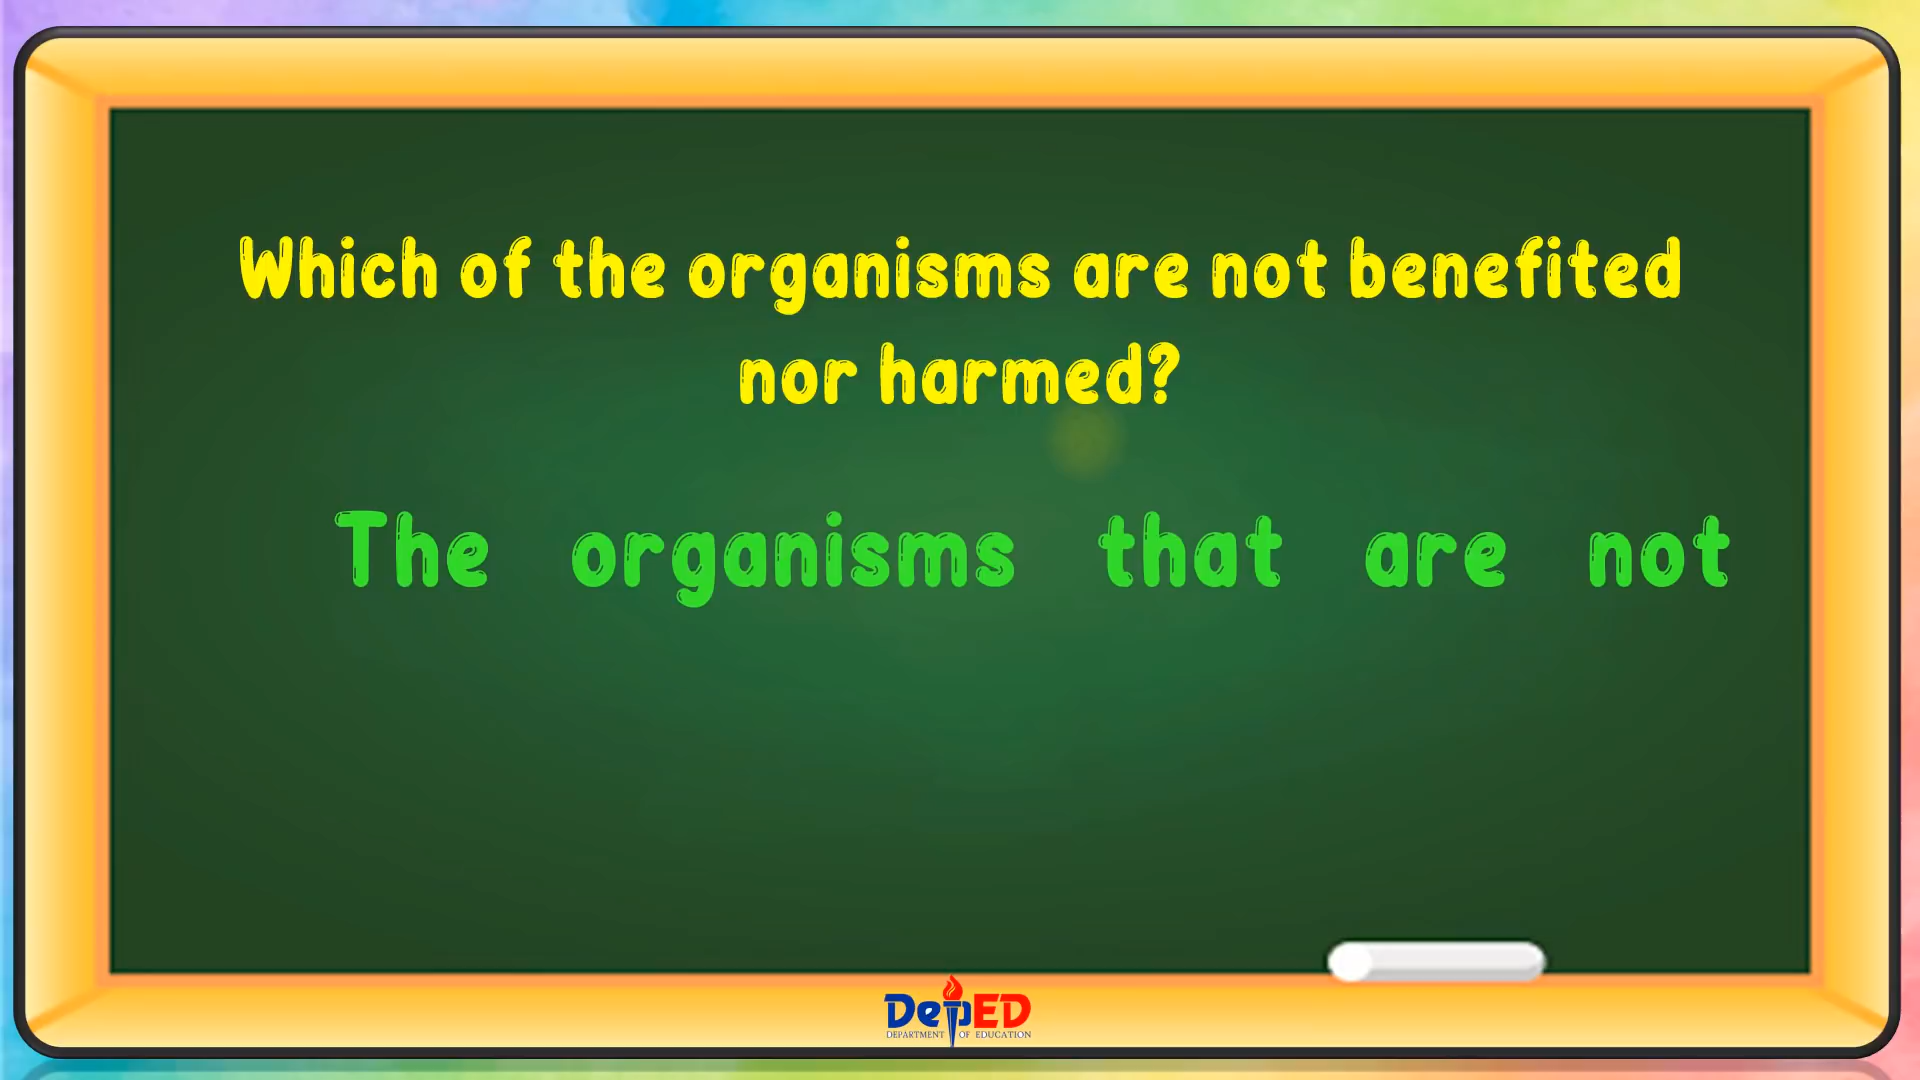 Which of the organisms are not benefited
nor harmed?
The organisms that are not
DepED
DEPARTMENT OF EDUCATION